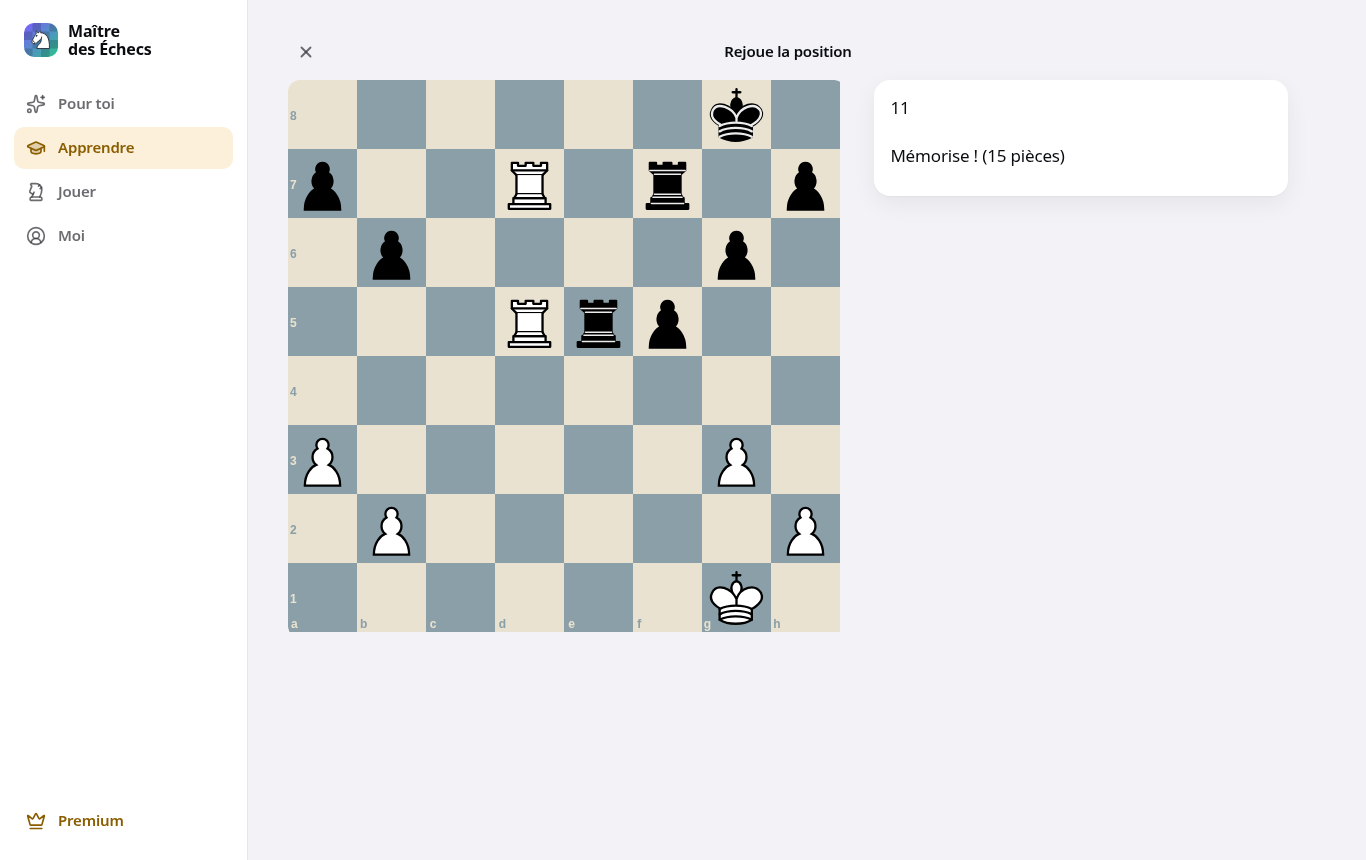 Maître
des Échecs
Pour toi
Apprendre
Jouer
Moi
Premium
Rejoue la position
8
7
6
5
4
3
2
1
a b c d e f g h
11
Mémorise ! (15 pièces)